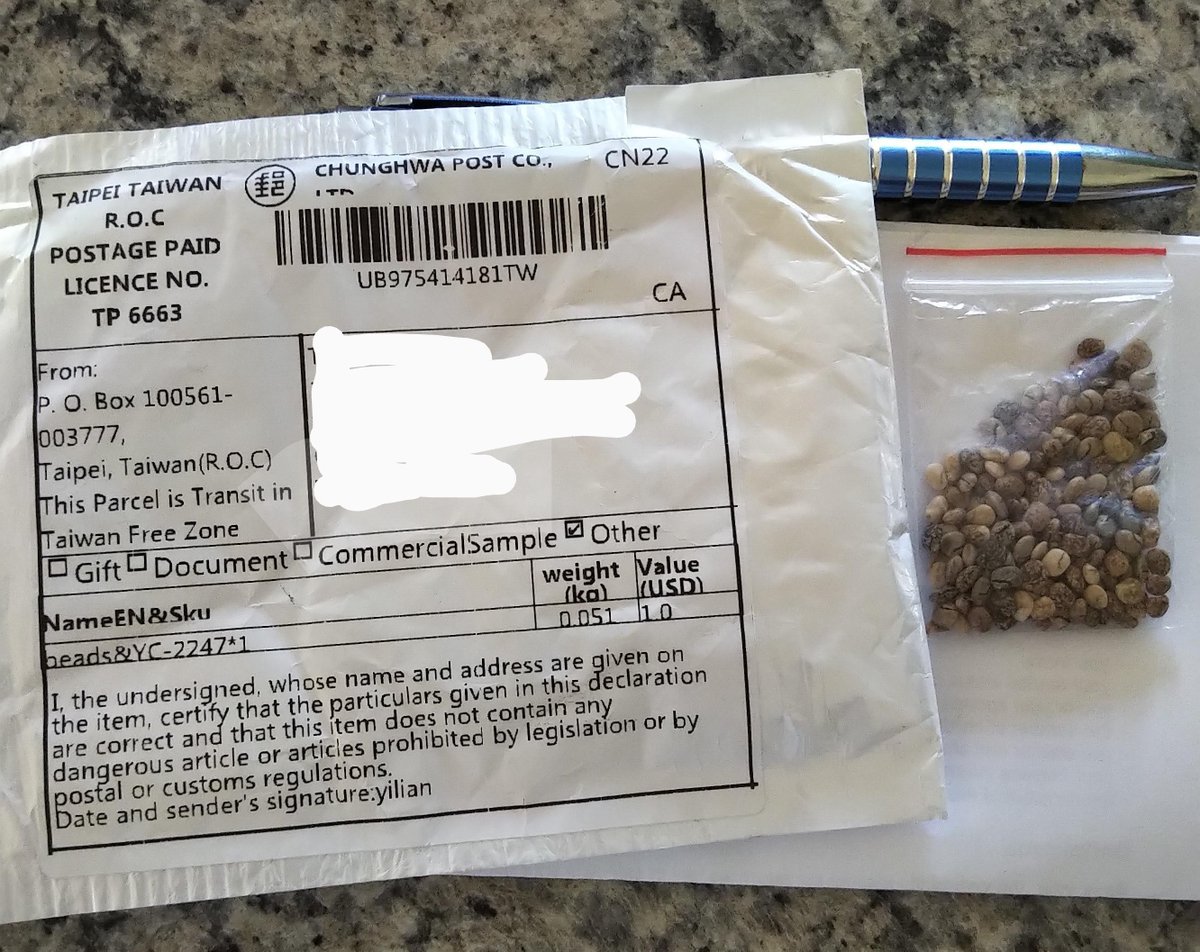 TAIPEI TAIWAN
R.O.C
POSTAGE PAID
LICENCE NO.
TP 6663
郵
CHUNGHWA POST CO.,
LTD
CN22
UB975414181TW
CA
From:
P. O. Box 100561-
003777,
Taipei, Taiwan(R.O.C)
This Parcel is Transit in
Taiwan Free Zone
Gift Document CommercialSample Other
NameEN&Sku
weight
(kg)
Value
(USD)
beads&YC-2247*1
0.051
1.0
I, the undersigned, whose name and address are given on
the item, certify that the particulars given in this declaration
are correct and that this item does not contain any
dangerous article or articles prohibited by legislation or by
postal or customs regulations.
Date and sender's signature:yilian